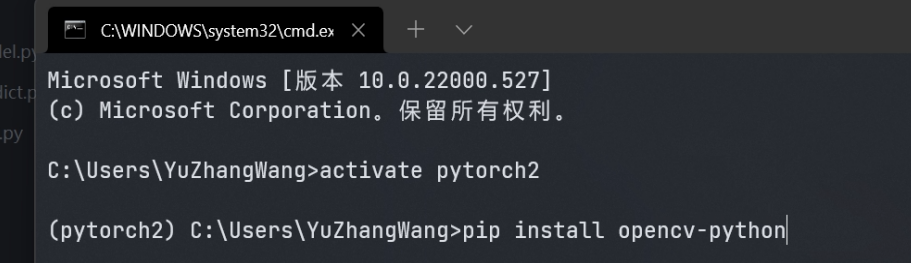 C:\WINDOWS\system32\cmd.ex
del.py
Microsoft Windows [版本 10.0.22000.527]
dict.p
(c) Microsoft Corporation。保留所有权利。
.py
C:\Users\YuZhangWang>activate pytorch2
(pytorch2) C:\Users\YuZhangWang>pip install opencv-python